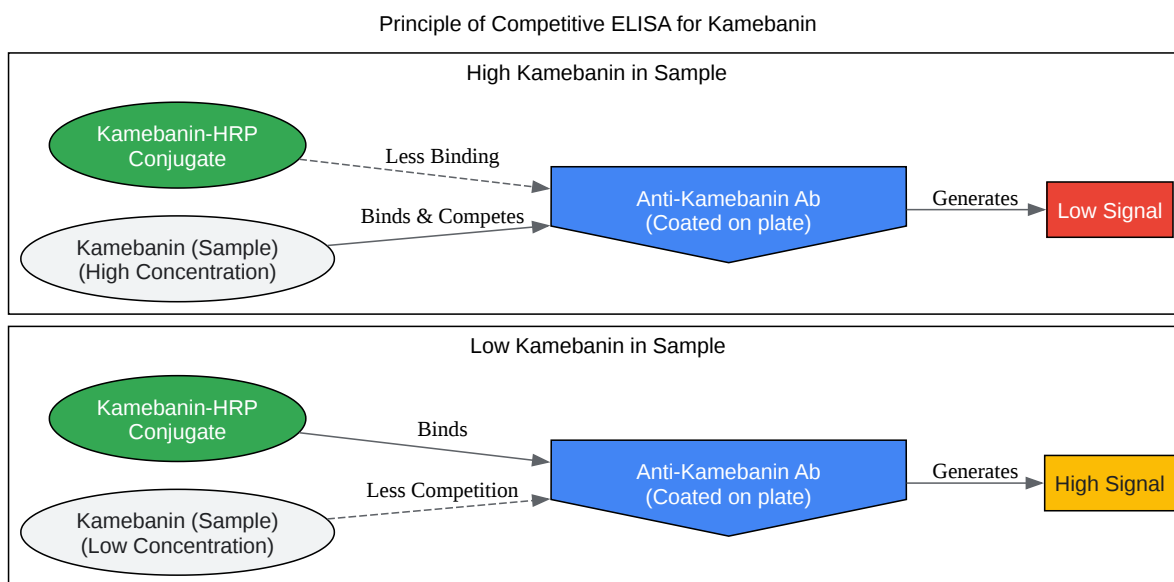 Principle of Competitive ELISA for Kamebanin
High Kamebanin in Sample
Kamebanin-HRP
Conjugate
Less Binding
Binds & Competes
Kamebanin (Sample)
(High Concentration)
Anti-Kamebanin Ab
(Coated on plate)
Generates
Low Signal
Low Kamebanin in Sample
Kamebanin-HRP
Conjugate
Binds
Less Competition
Kamebanin (Sample)
(Low Concentration)
Anti-Kamebanin Ab
(Coated on plate)
Generates
High Signal